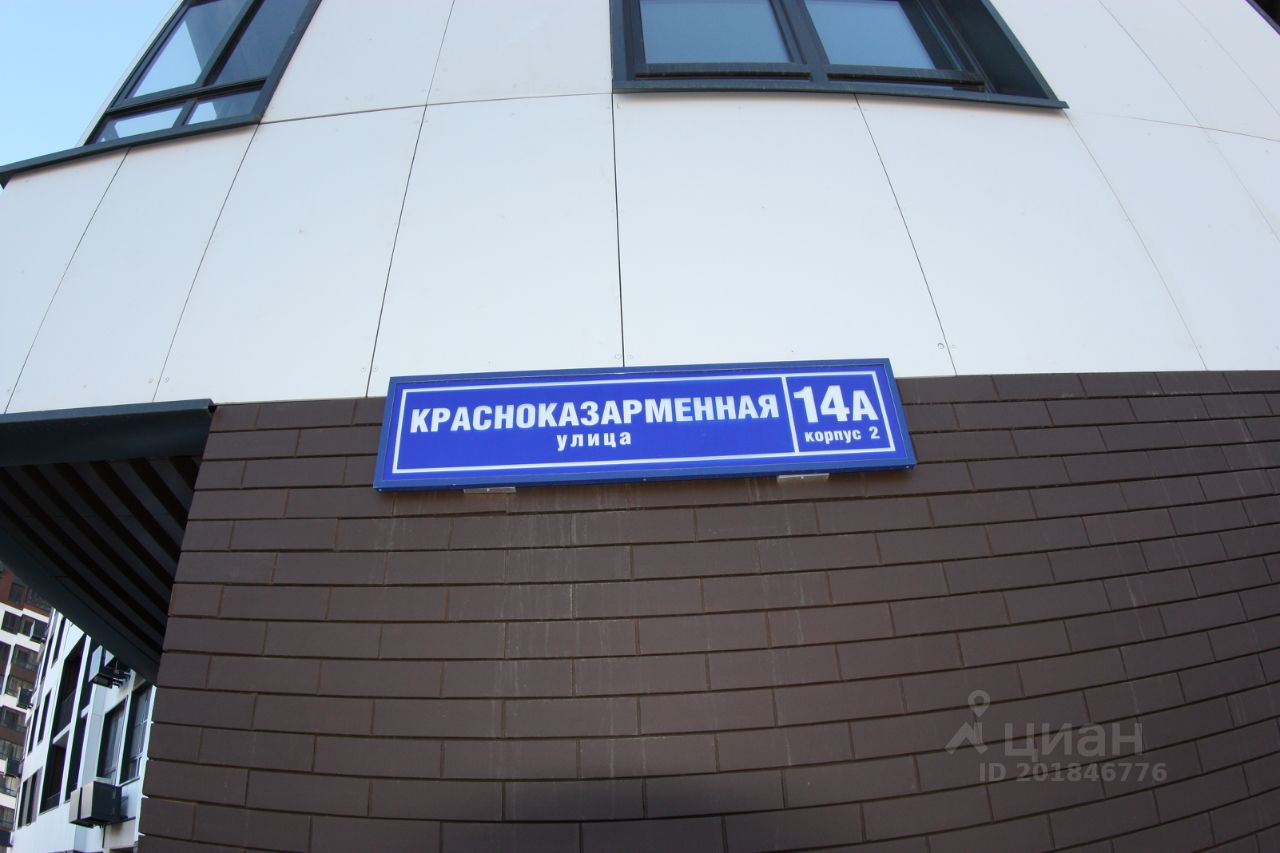 КРАСНОКАЗАРМЕННАЯ
улица
14А
корпус 2
циан
ID 201846776